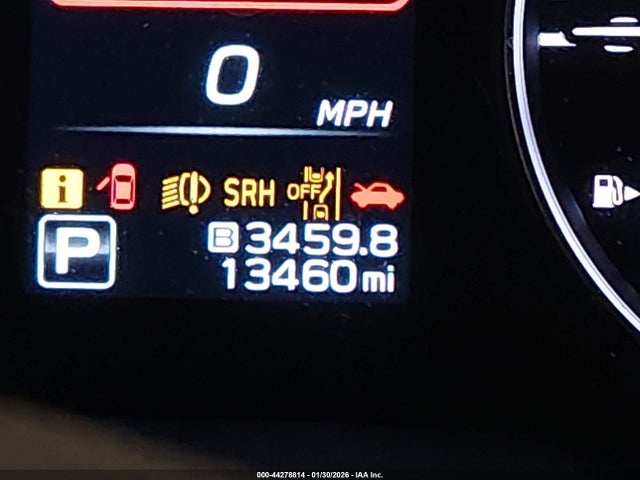 0
MPH
i SRH OFF
P B 3459.8
13460 mi
000-44278814 - 01/30/2026 - IAA Inc.